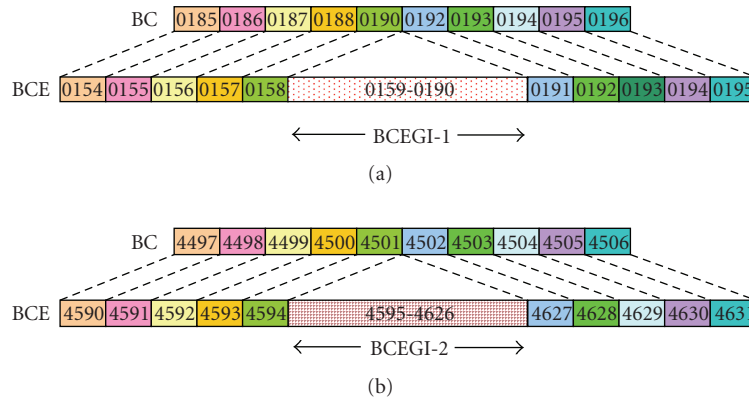 BC 0185 0186 0187 0188 0190 0192 0193 0194 0195 0196
BCE 0154 0155 0156 0157 0158 0159-0190 0191 0192 0193 0194 0195
BCEGI-1
(a)
BC 4497 4498 4499 4500 4501 4502 4503 4504 4505 4506
BCE 4590 4591 4592 4593 4594 4595-4626 4627 4628 4629 4630 4631
BCEGI-2
(b)